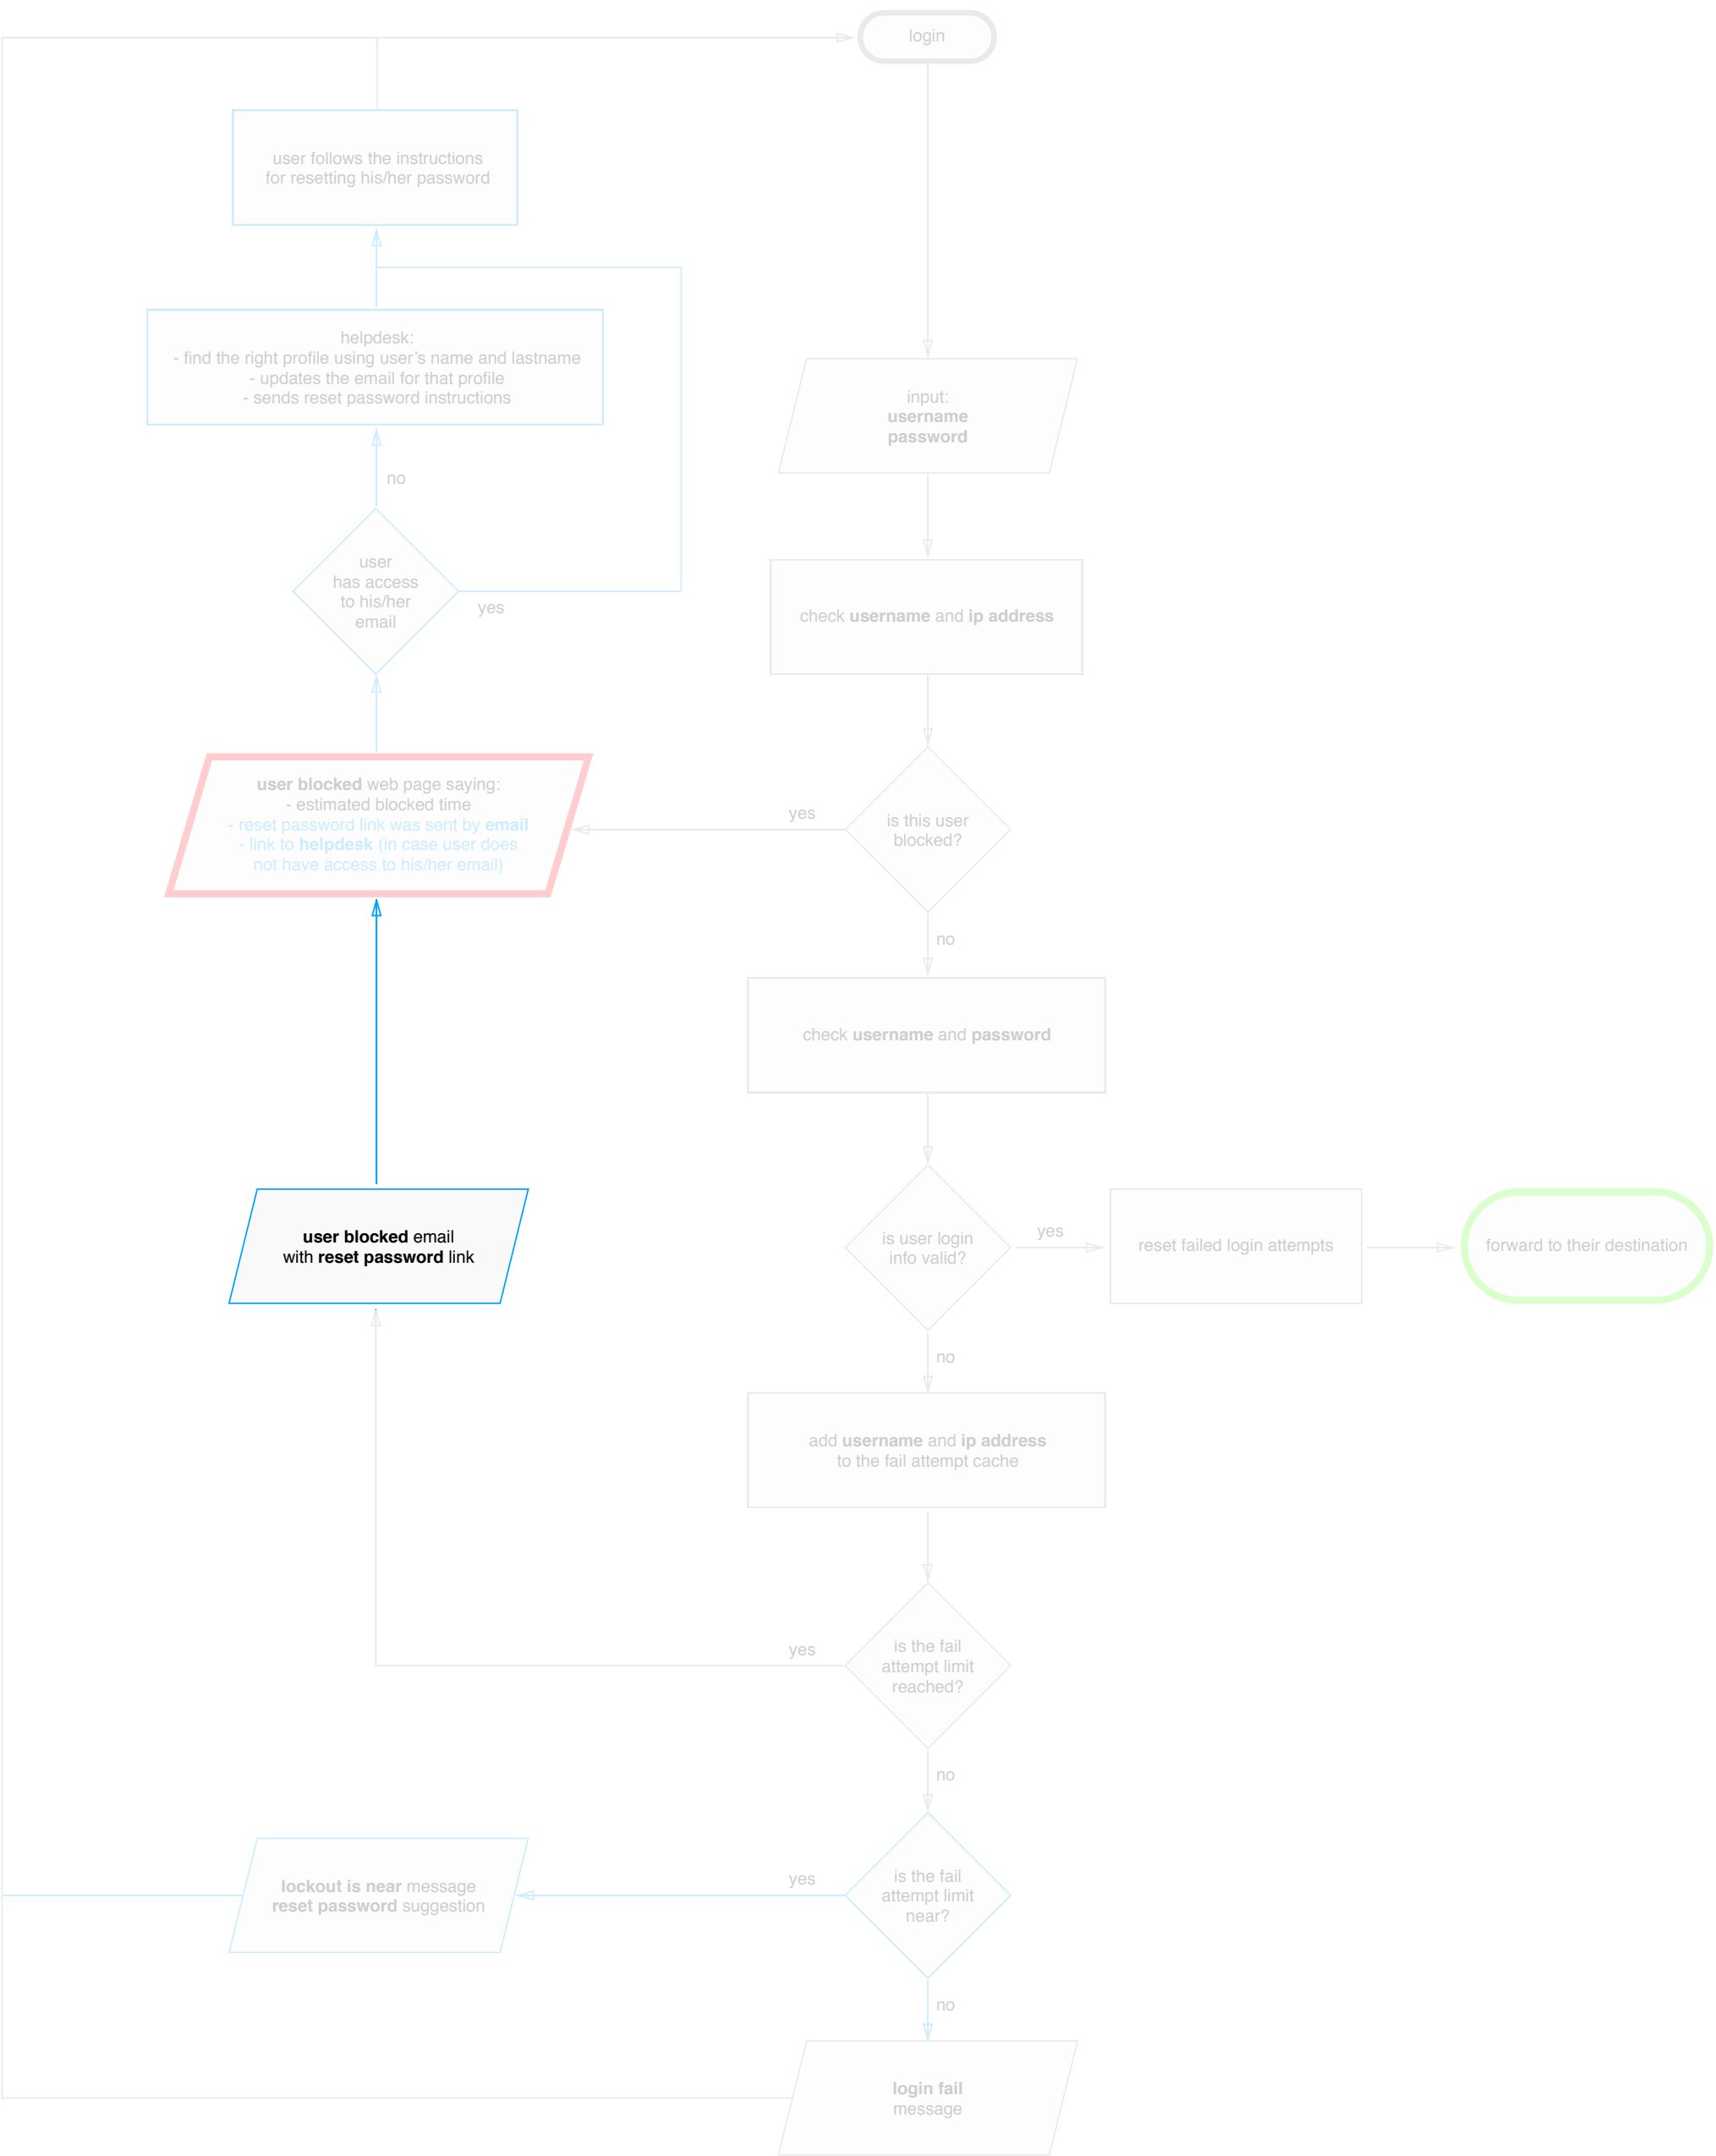 login
user follows the instructions
for resetting his/her password
helpdesk:
- find the right profile using user’s name and lastname
- updates the email for that profile
- sends reset password instructions
input:
username
password
no
user
has access
to his/her
email
yes
check username and ip address
user blocked web page saying:
- estimated blocked time
- reset password link was sent by email
- link to helpdesk (in case user does
not have access to his/her email)
yes
is this user
blocked?
no
check username and password
user blocked email
with reset password link
is user login
info valid?
yes
reset failed login attempts
forward to their destination
no
add username and ip address
to the fail attempt cache
yes
is the fail
attempt limit
reached?
no
lockout is near message
reset password suggestion
yes
is the fail
attempt limit
near?
no
login fail
message